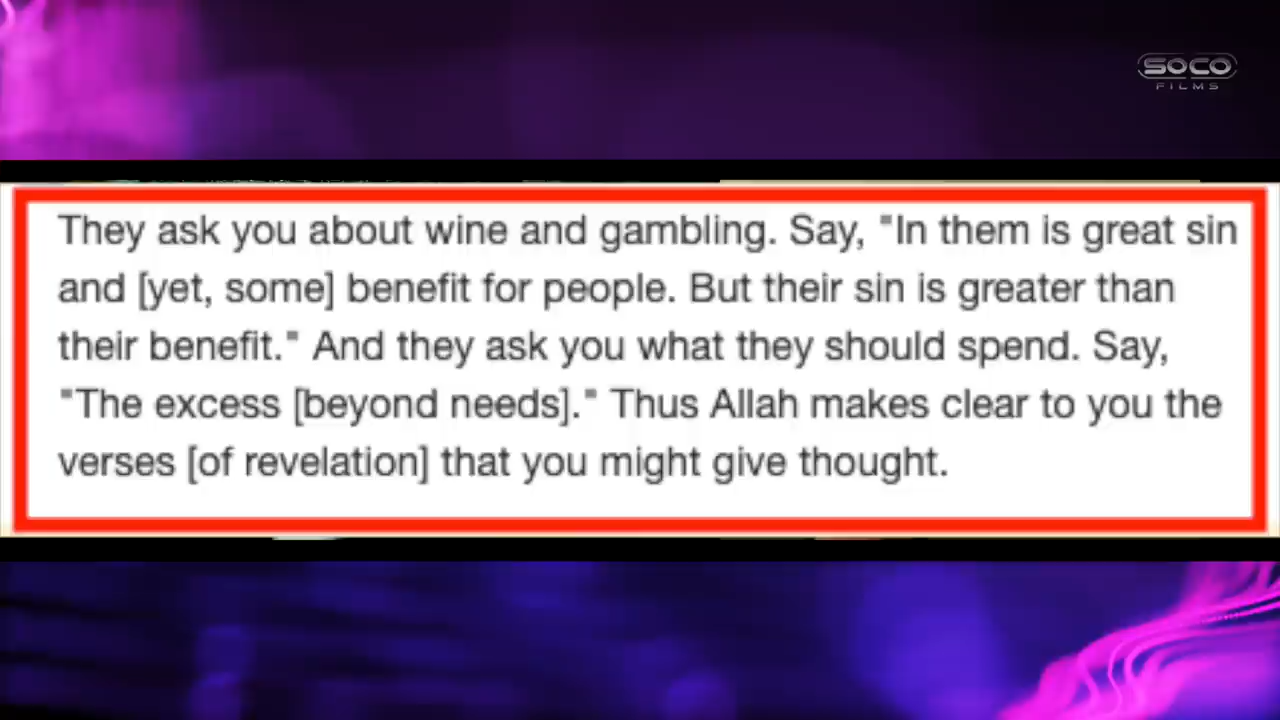 SOCO
FILMS
They ask you about wine and gambling. Say, "In them is great sin
and [yet, some] benefit for people. But their sin is greater than
their benefit." And they ask you what they should spend. Say,
"The excess [beyond needs]." Thus Allah makes clear to you the
verses [of revelation] that you might give thought.